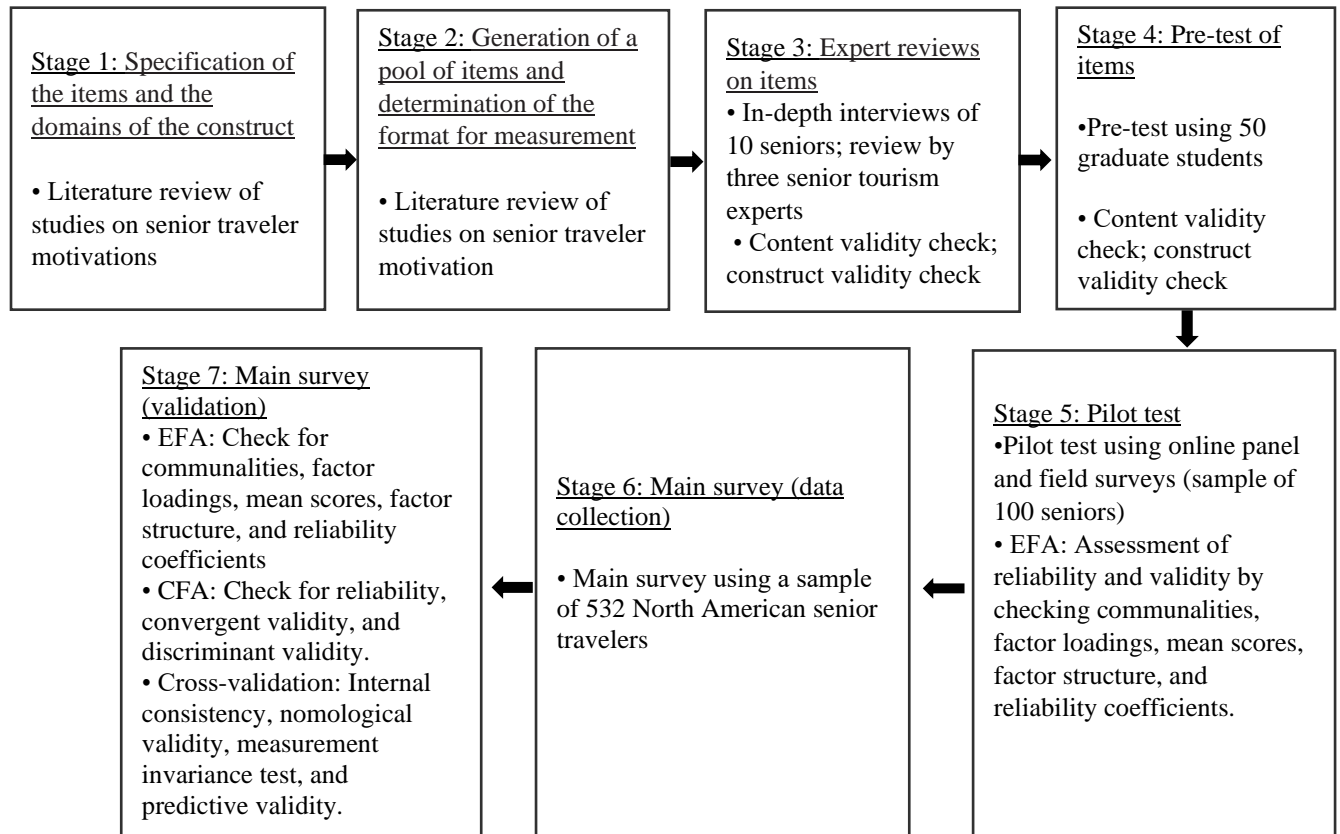 Stage 1: Specification of
the items and the
domains of the construct
• Literature review of
studies on senior traveler
motivations
Stage 2: Generation of a
pool of items and
determination of the
format for measurement
• Literature review of
studies on senior traveler
motivation
Stage 3: Expert reviews
on items
• In-depth interviews of
10 seniors; review by
three senior tourism
experts
• Content validity check;
construct validity check
Stage 4: Pre-test of
items
•Pre-test using 50
graduate students
• Content validity
check; construct
validity check
Stage 5: Pilot test
•Pilot test using online panel
and field surveys (sample of
100 seniors)
• EFA: Assessment of
reliability and validity by
checking communalities,
factor loadings, mean scores,
factor structure, and
reliability coefficients.
Stage 6: Main survey (data
collection)
• Main survey using a sample
of 532 North American senior
travelers
Stage 7: Main survey
(validation)
• EFA: Check for
communalities, factor
loadings, mean scores, factor
structure, and reliability
coefficients
• CFA: Check for reliability,
convergent validity, and
discriminant validity.
• Cross-validation: Internal
consistency, nomological
validity, measurement
invariance test, and
predictive validity.